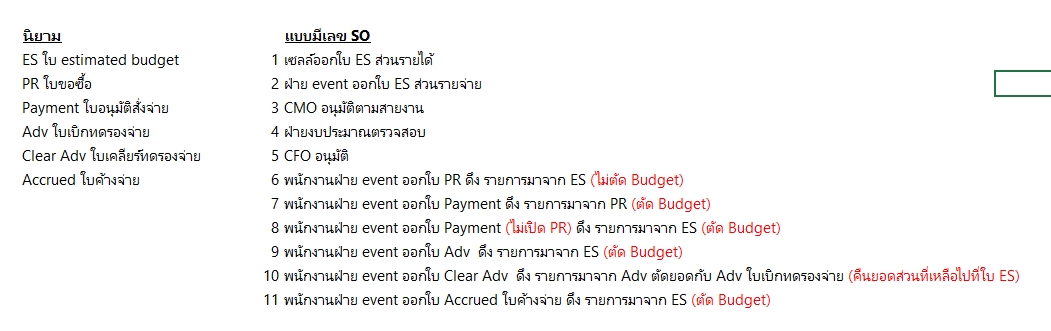 นิยาม
ES ใบ estimated budget
PR ใบขอซื้อ
Payment ใบอนุมัติสั่งจ่าย
Adv ใบเบิกทดรองจ่าย
Clear Adv ใบเคลียร์ทดรองจ่าย
Accrued ใบค้างจ่าย
แบบมีเลข SO
1 เซลล์ออกใบ ES ส่วนรายได้
2 ฝ่าย event ออกใบ ES ส่วนรายจ่าย
3 CMO อนุมัติตามสายงาน
4 ฝ่ายงบประมาณตรวจสอบ
5 CFO อนุมัติ
6 พนักงานฝ่าย event ออกใบ PR ดึง รายการมาจาก ES (ไม่ตัด Budget)
7 พนักงานฝ่าย event ออกใบ Payment ดึง รายการมาจาก PR (ตัด Budget)
8 พนักงานฝ่าย event ออกใบ Payment (ไม่เปิด PR) ดึง รายการมาจาก ES (ตัด Budget)
9 พนักงานฝ่าย event ออกใบ Adv  ดึง รายการมาจาก ES (ตัด Budget)
10 พนักงานฝ่าย event ออกใบ Clear Adv  ดึง รายการมาจาก Adv ตัดยอดกับ Adv ใบเบิกทดรองจ่าย (คืนยอดส่วนที่เหลือไปที่ใบ ES)
11 พนักงานฝ่าย event ออกใบ Accrued ใบค้างจ่าย ดึง รายการมาจาก ES (ตัด Budget)